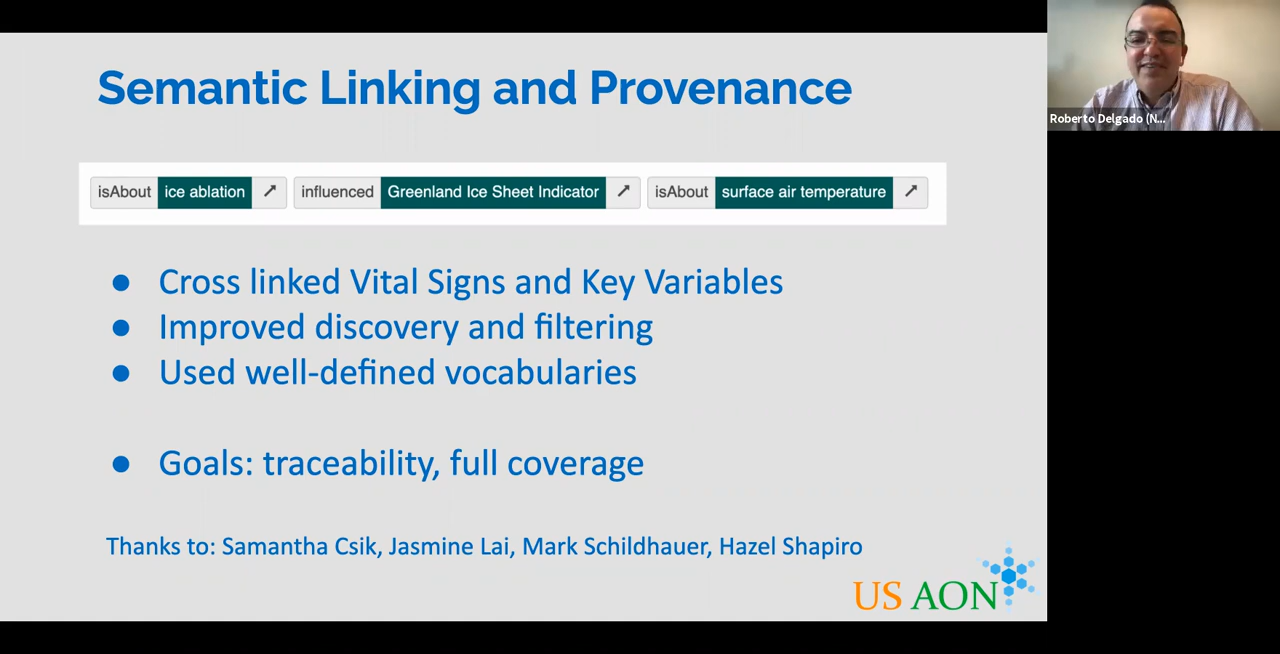 Semantic Linking and Provenance
isAbout ice ablation influenced Greenland Ice Sheet Indicator isAbout surface air temperature
Cross linked Vital Signs and Key Variables
Improved discovery and filtering
Used well-defined vocabularies
Goals: traceability, full coverage
Thanks to: Samantha Csik, Jasmine Lai, Mark Schildhauer, Hazel Shapiro
US AON
Roberto Delgado (N...